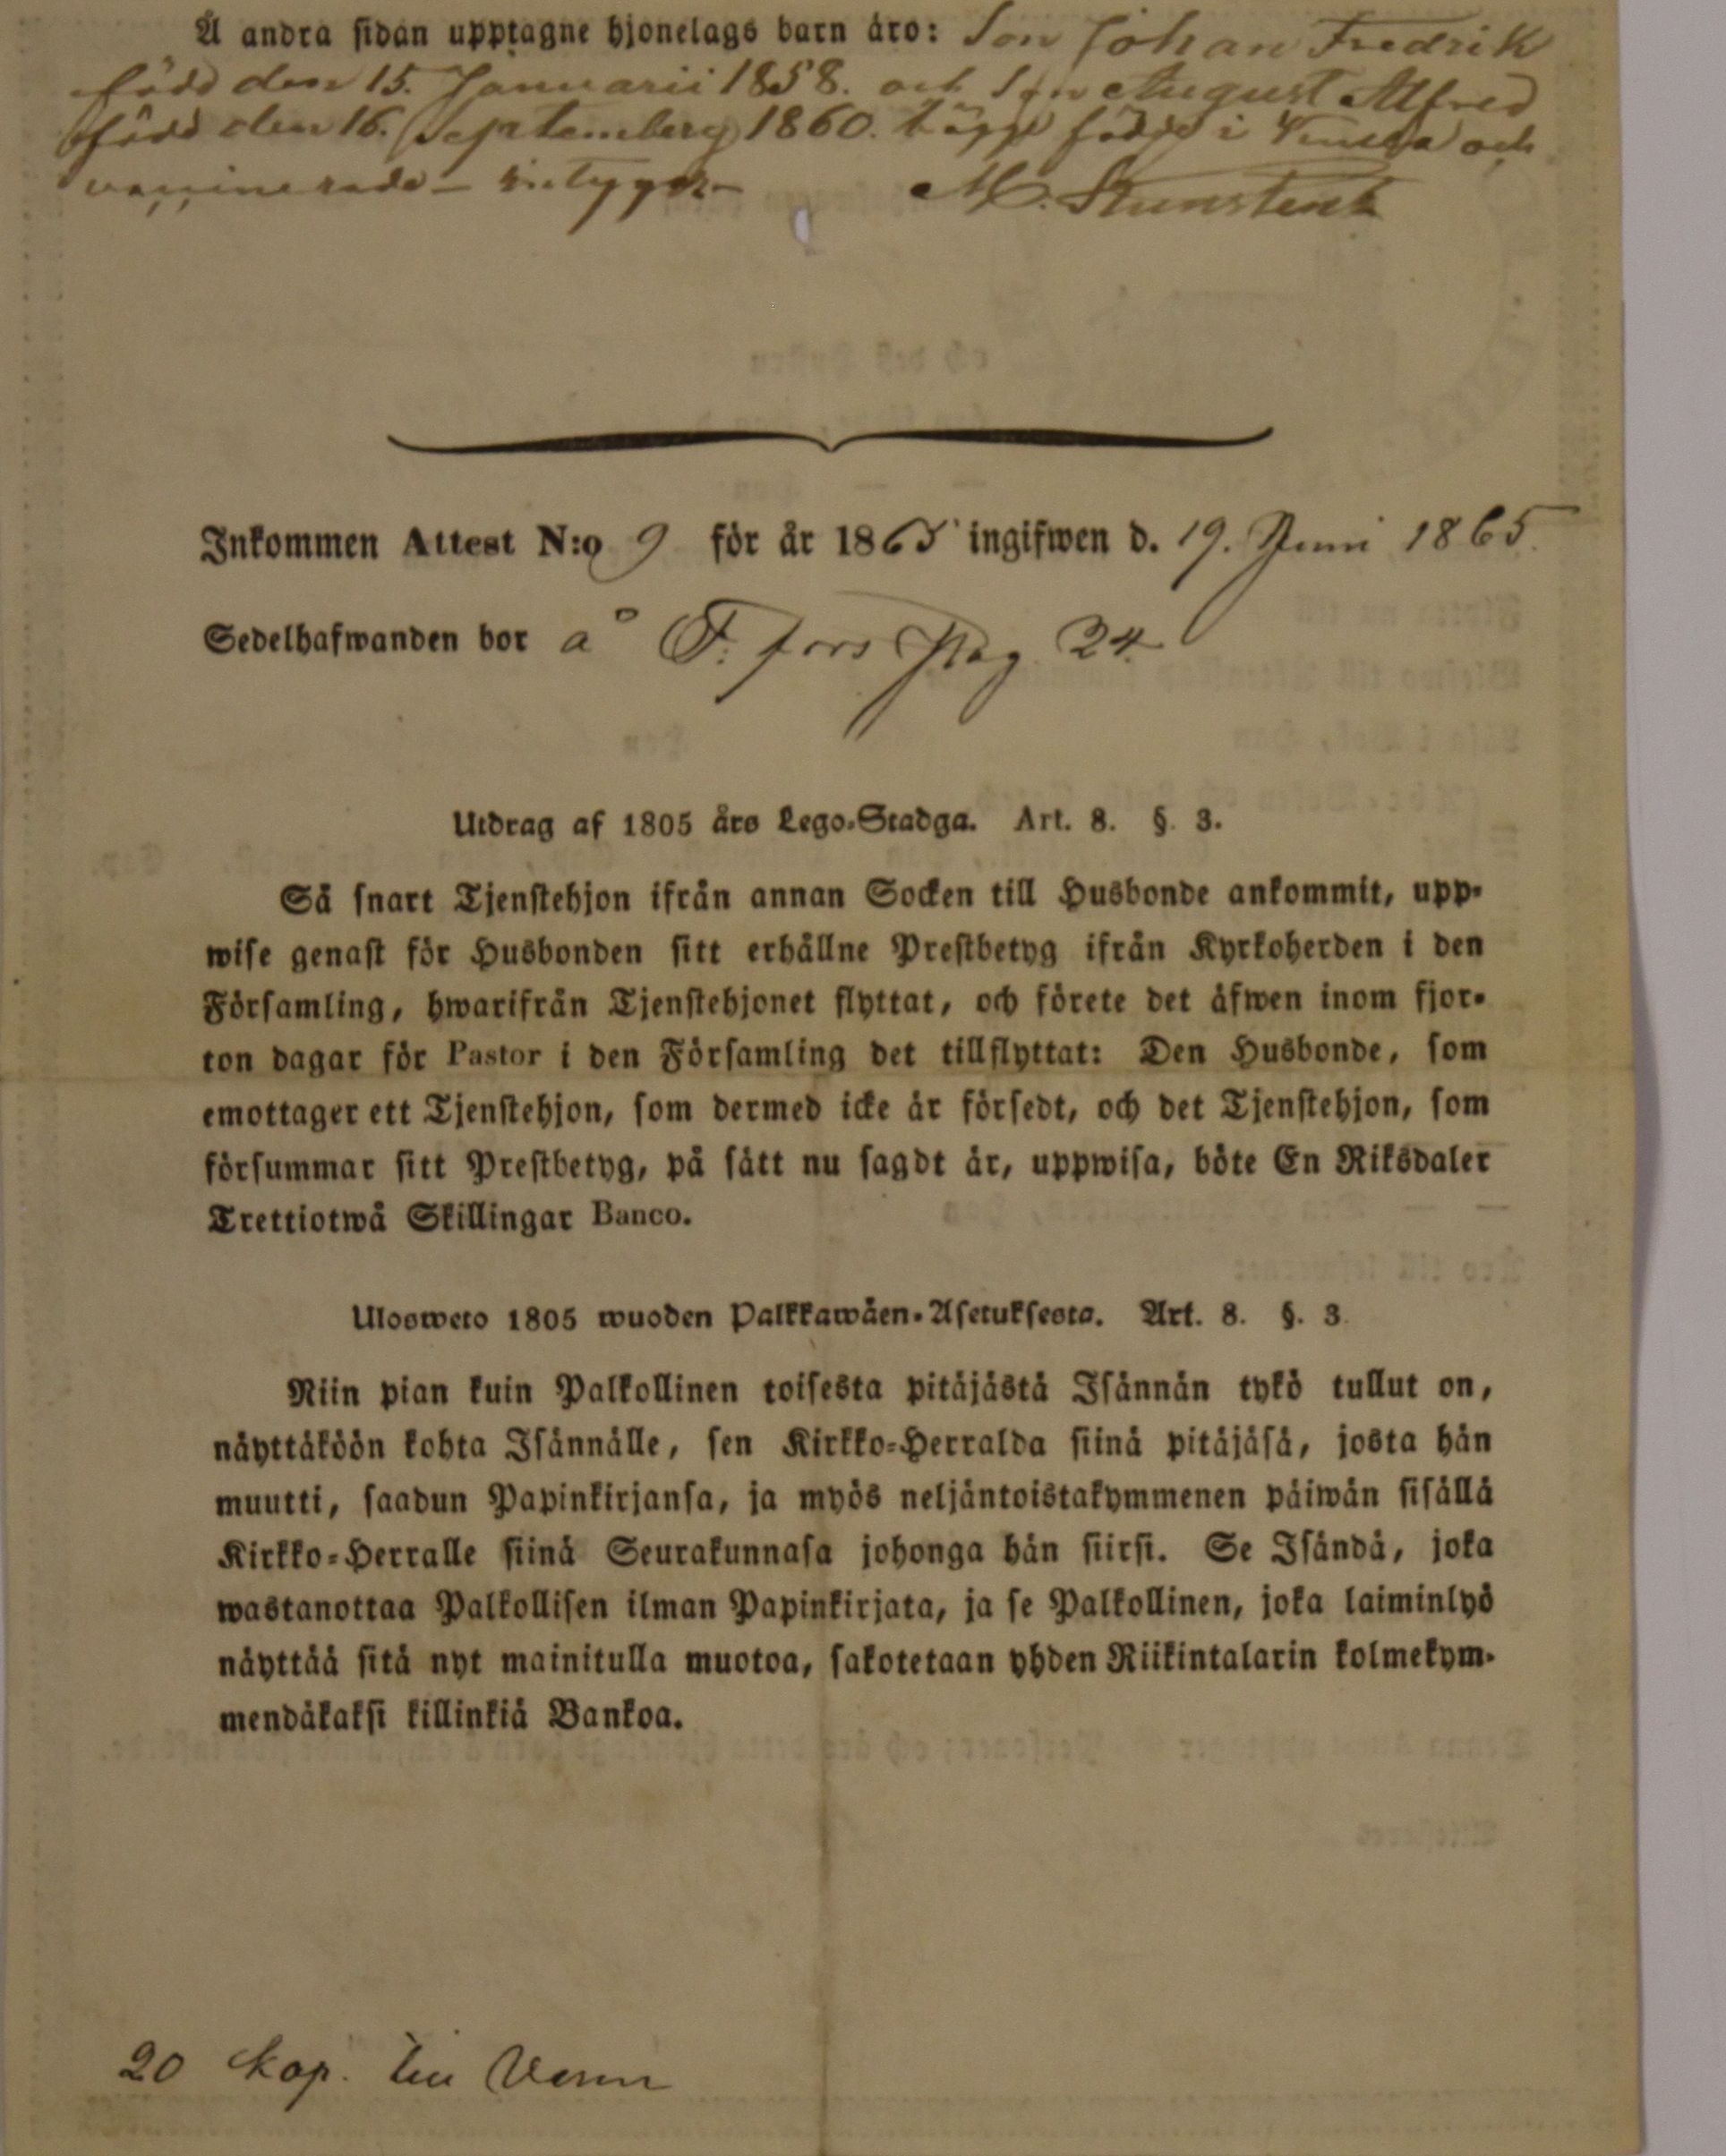 Å andra sidan upptagne hjonelags barn äro: Son Johan Fredrik
född den 15. Januarii 1858. och Son August Alfred
född den 16. September 1860. födde i och
vaccinerade – intygar M.
Inkommen Attest N:o 9 för år 1865 ingifwen d. 19. Juni 1865.
Sedelhafwanden bor å F. fors Pag. 24.
Utdrag af 1805 års Lego-Stadga. Art. 8. §. 3.
Så snart Tjenstehjon ifrån annan Socken till Husbonde ankommit, upp-
wise genast för Husbonden sitt erhållne Prestbetyg ifrån Kyrkoherden i den
Församling, hwarifrån Tjenstehjonet flyttat, och förete det äfwen inom fjor-
ton dagar för Pastor i den Församling det tillflyttat: Den Husbonde, som
emottager ett Tjenstehjon, som dermed icke är försedt, och det Tjenstehjon, som
försummar sitt Prestbetyg, på sätt nu sagdt är, uppwisa, böte En Riksdaler
Trettiotwå Skillingar Banco.
Ulosweto 1805 wuoden Palkkawäen-Asetuksesta. Art. 8. §. 3.
Niin pian kuin Palkollinen toisesta pitäjästä Isännän tykö tullut on,
näyttäköön kohta Isännälle, sen Kirkko-Herralda siinä pitäjäsä, josta hän
muutti, saadun Papinkirjansa, ja myös neljäntoistakymmenen päiwän sisällä
Kirkko-Herralle siinä Seurakunnasa johonga hän siirsi. Se Isändä, joka
wastanottaa Palkollisen ilman Papinkirjata, ja se Palkollinen, joka laiminlyö
näyttää sitä nyt mainitulla muotoa, sakotetaan yhden Riikintalarin kolmekym-
mendäkaksi killinkiä Bankoa.
20 kop.